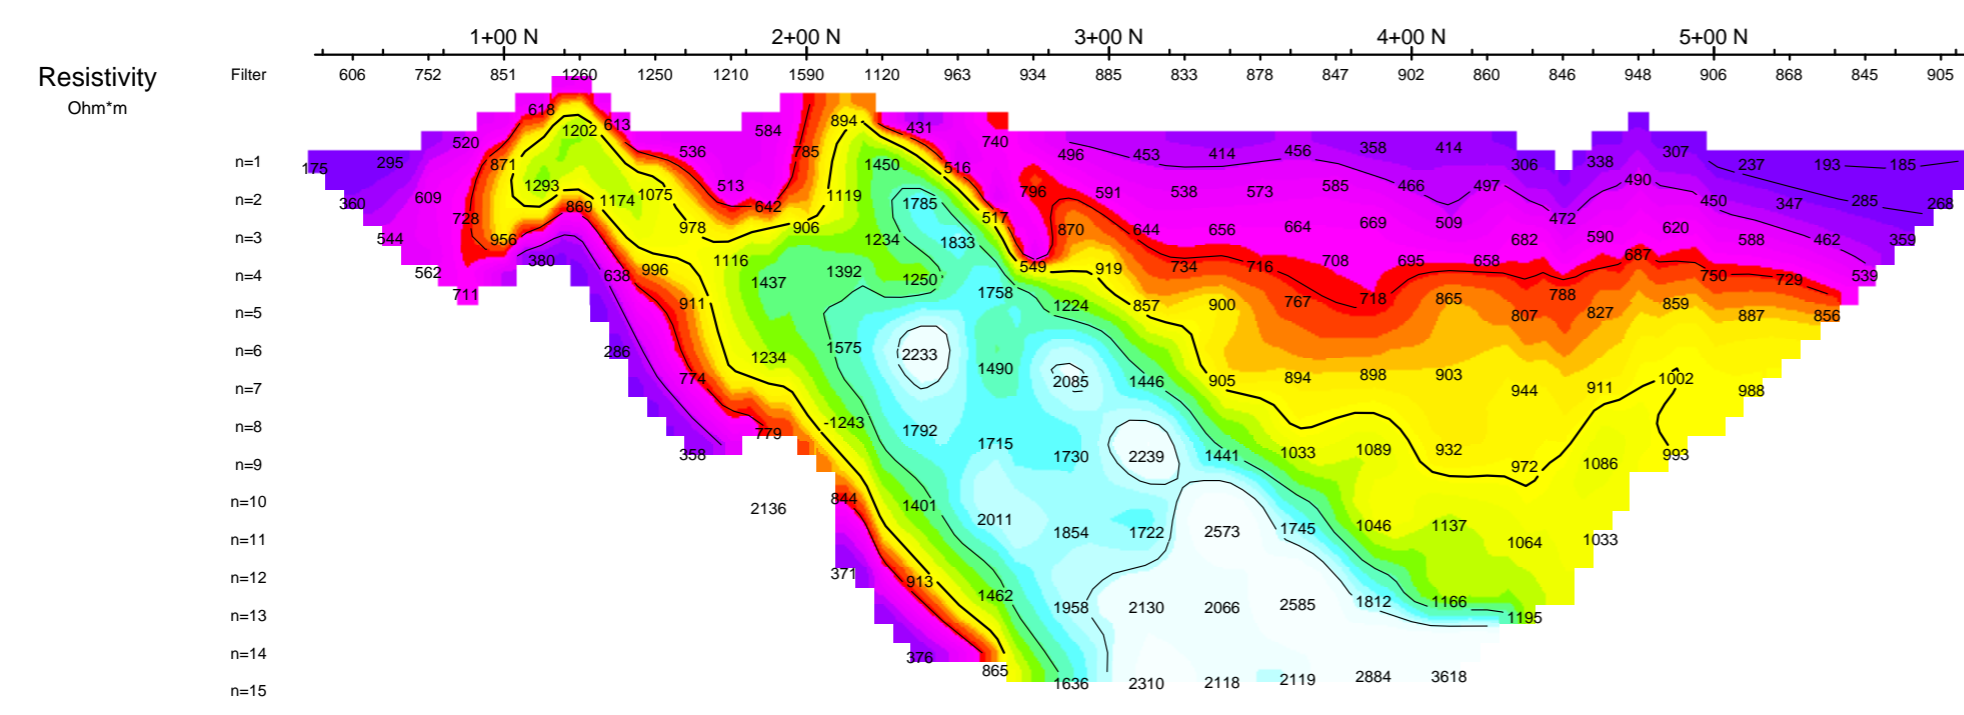 1+00 N 2+00 N 3+00 N 4+00 N 5+00 N
Resistivity
Ohm*m
Filter 606 752 851 1260 1250 1210 1590 1120 963 934 885 833 878 847 902 860 846 948 906 868 845 905
618 613 584 894 431
520 1202 536 785 740
n=1 175 295 871 1450 516 496 453 414 456 358 414 306 338 307 237 193 185
609 1293 1174 1075 513 1119 796 591 538 573 585 466 497 490
n=2 360 728 869 642 1785 517 472 450 347 285 268
n=3 544 956 978 906 1234 1833 870 644 656 664 669 509 682 590 620 588 462 359
n=4 562 380 638 996 1116 1437 1392 1250 549 919 734 716 708 695 658 687 750 729 539
n=5 711 911 1758 1224 857 900 767 718 865 807 788 827 859 887 856
n=6 286 1234 1575 2233 1490
n=7 774 2085 1446 905 894 898 903 944 911 1002 988
n=8 779 -1243 1792 1715
n=9 358 1730 2239 1441 1033 1089 932 972 1086 993
n=10 2136 844 1401 2011
n=11 1854 1722 2573 1745 1046 1137 1064 1033
n=12 371 913 1462
n=13 1958 2130 2066 2585 1812 1166 1195
n=14 376 865
n=15 1636 2310 2118 2119 2884 3618